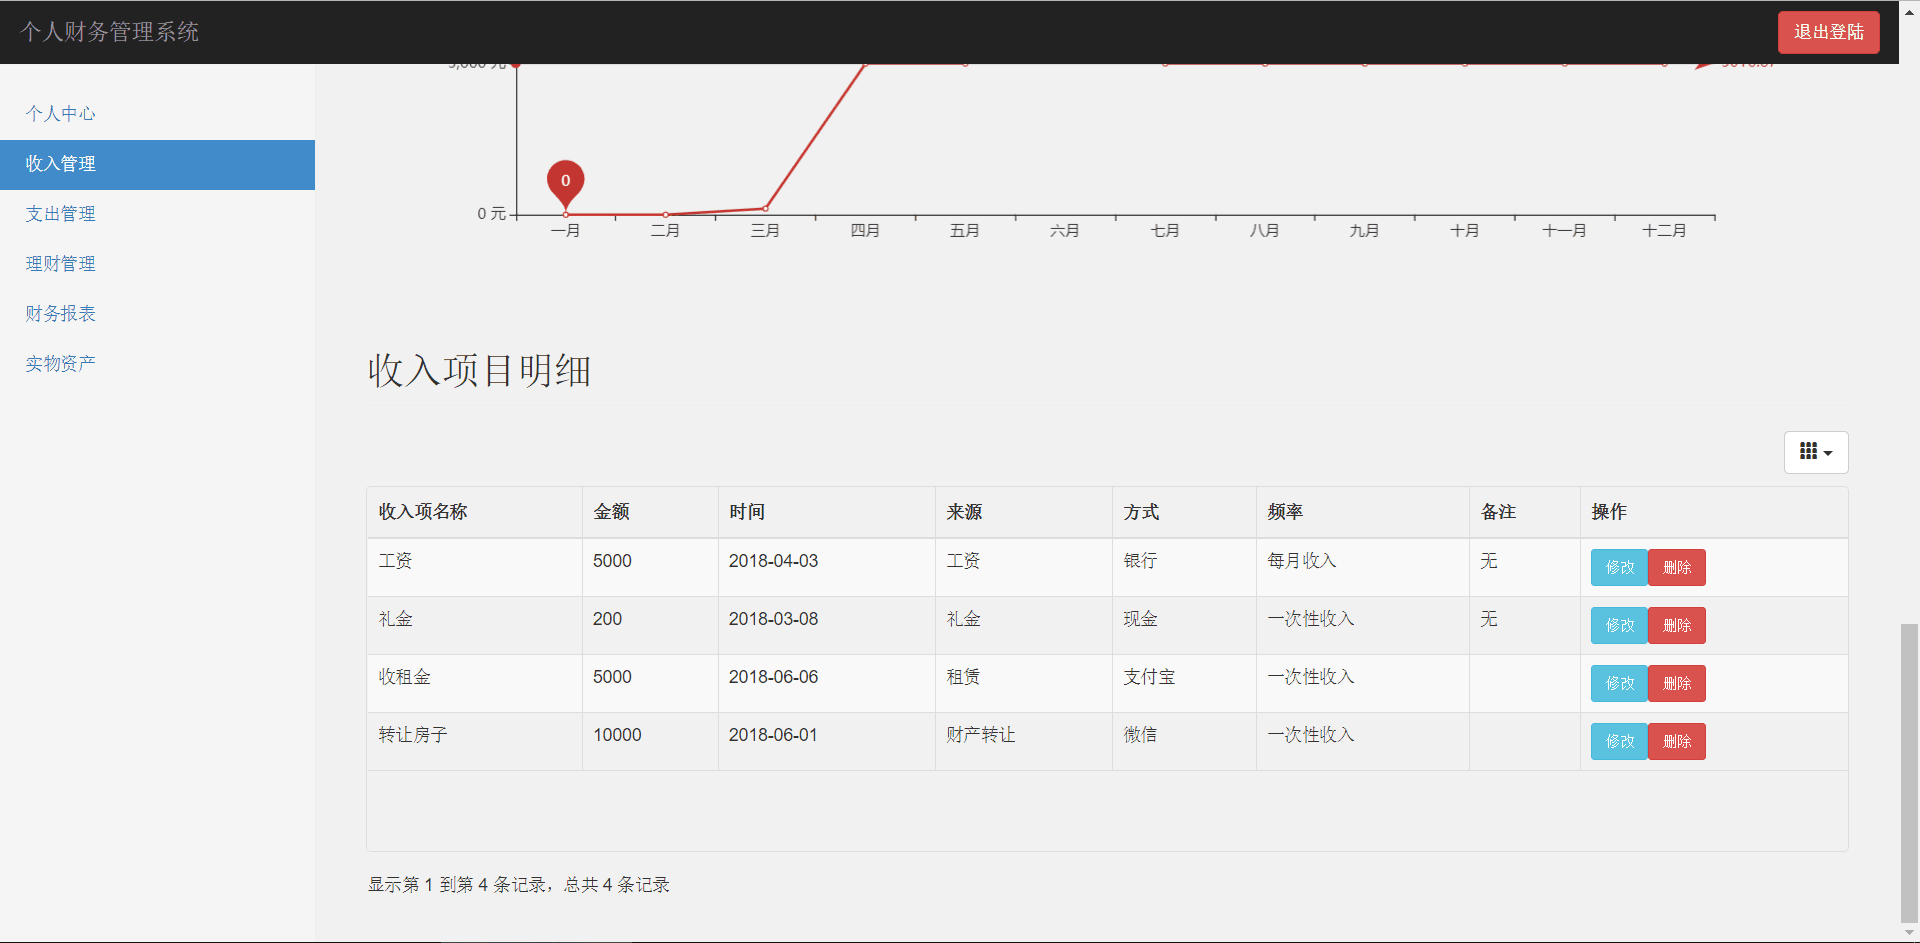 个人财务管理系统
退出登陆
个人中心
收入管理
支出管理
理财管理
财务报表
实物资产
0
0 元
一月 二月 三月 四月 五月 六月 七月 八月 九月 十月 十一月 十二月
收入项目明细
收入项名称 金额 时间 来源 方式 频率 备注 操作
工资 5000 2018-04-03 工资 银行 每月收入 无 修改 删除
礼金 200 2018-03-08 礼金 现金 一次性收入 无 修改 删除
收租金 5000 2018-06-06 租赁 支付宝 一次性收入 修改 删除
转让房子 10000 2018-06-01 财产转让 微信 一次性收入 修改 删除
显示第 1 到第 4 条记录，总共 4 条记录